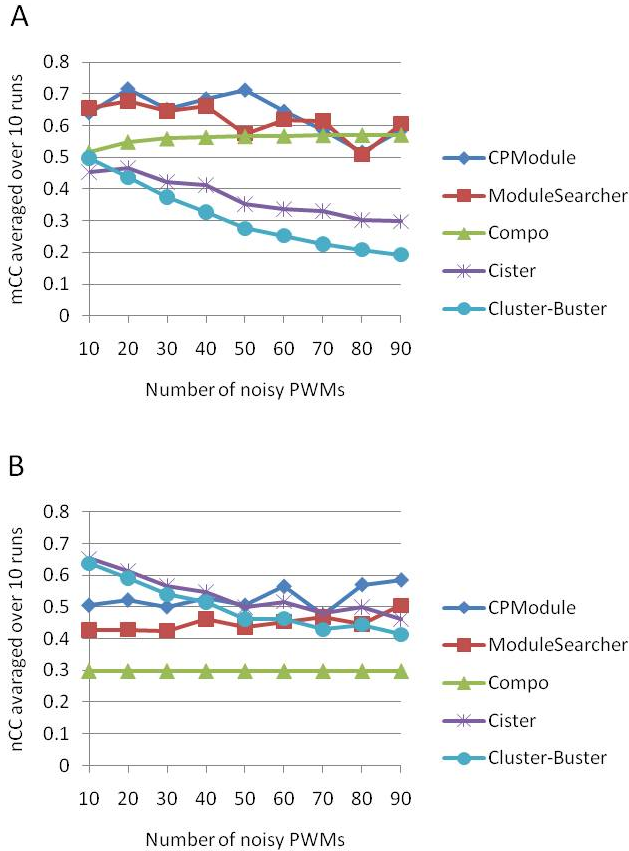 A
mCC averaged over 10 runs
0.8
0.7
0.6
0.5
0.4
0.3
0.2
0.1
0
10 20 30 40 50 60 70 80 90
Number of noisy PWMs
CPModule
ModuleSearcher
Compo
Cister
Cluster-Buster
B
nCC avaraged over 10 runs
0.8
0.7
0.6
0.5
0.4
0.3
0.2
0.1
0
10 20 30 40 50 60 70 80 90
Number of noisy PWMs
CPModule
ModuleSearcher
Compo
Cister
Cluster-Buster